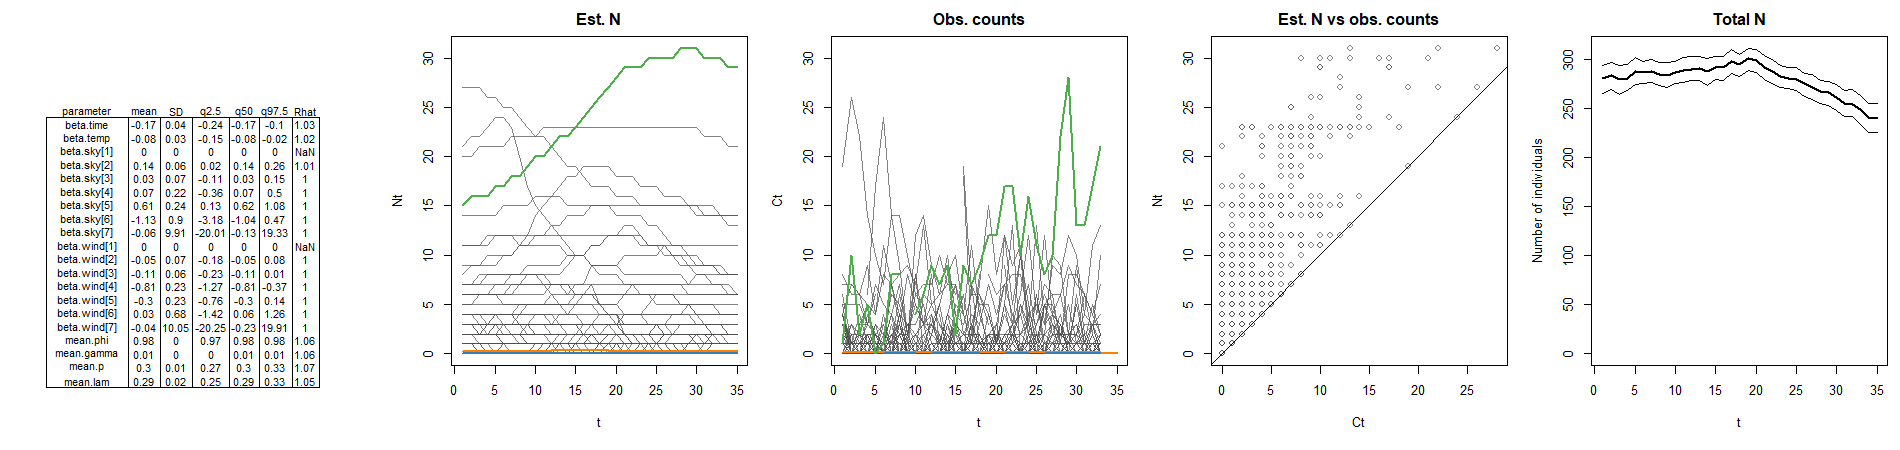 parameter mean SD q2.5 q50 q97.5 Rhat
beta.time -0.17 0.04 -0.24 -0.17 -0.1 1.03
beta.temp -0.08 0.03 -0.15 -0.08 -0.02 1.02
beta.sky[1] 0 0 0 0 0 NaN
beta.sky[2] 0.14 0.06 0.02 0.14 0.26 1.01
beta.sky[3] 0.03 0.07 -0.11 0.03 0.15 1
beta.sky[4] 0.07 0.22 -0.36 0.07 0.5 1
beta.sky[5] 0.61 0.24 0.13 0.62 1.08 1
beta.sky[6] -1.13 0.9 -3.18 -1.04 0.47 1
beta.sky[7] -0.06 9.91 -20.01 -0.13 19.33 1
beta.wind[1] 0 0 0 0 0 NaN
beta.wind[2] -0.05 0.07 -0.18 -0.05 0.08 1
beta.wind[3] -0.11 0.06 -0.23 -0.11 0.01 1
beta.wind[4] -0.81 0.23 -1.27 -0.81 -0.37 1
beta.wind[5] -0.3 0.23 -0.76 -0.3 0.14 1
beta.wind[6] 0.03 0.68 -1.42 0.06 1.26 1
beta.wind[7] -0.04 10.05 -20.25 -0.23 19.91 1
mean.phi 0.98 0 0.97 0.98 0.98 1.06
mean.gamma 0.01 0 0 0.01 0.01 1.06
mean.p 0.3 0.01 0.27 0.3 0.33 1.07
mean.lam 0.29 0.02 0.25 0.29 0.33 1.05
Est. N
Nt
30
25
20
15
10
5
0
0 5 10 15 20 25 30 35
t
Obs. counts
Ct
30
25
20
15
10
5
0
0 5 10 15 20 25 30 35
t
Est. N vs obs. counts
Nt
30
25
20
15
10
5
0
0 5 10 15 20 25
Ct
Total N
Number of individuals
300
250
200
150
100
50
0
0 5 10 15 20 25 30 35
t